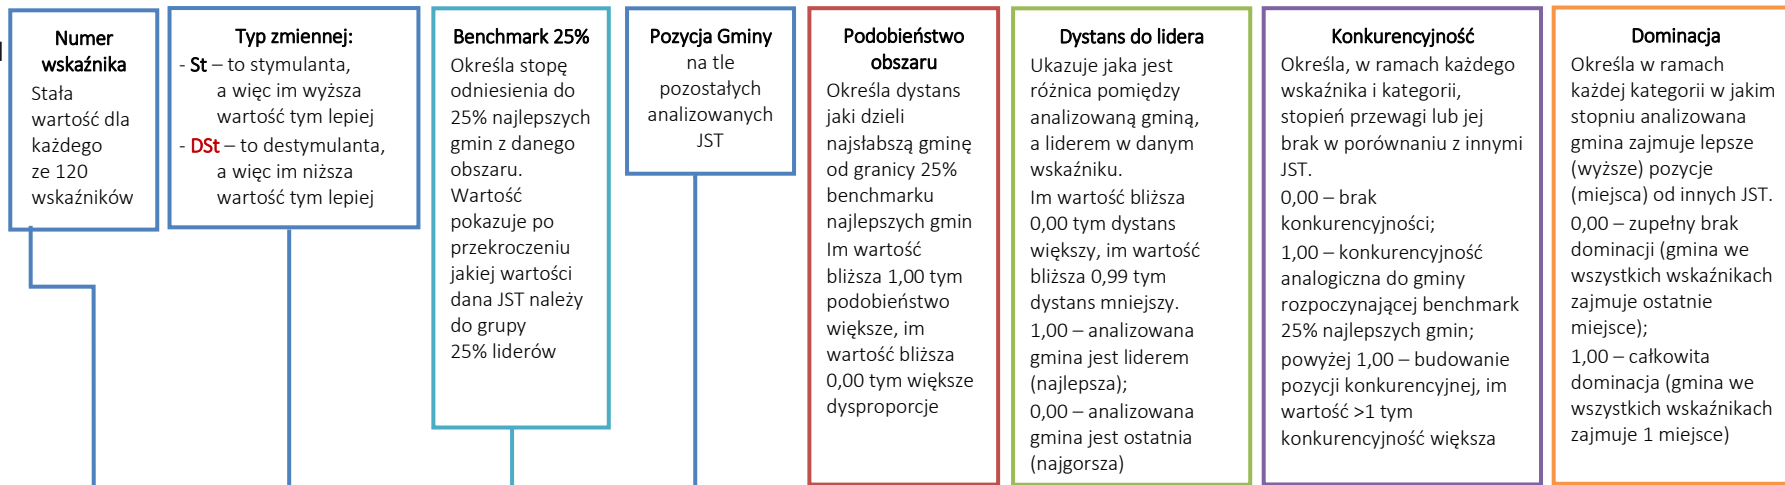 Numer
wskaźnika
Stała
wartość dla
każdego
ze 120
wskaźników
Typ zmiennej:
- St – to stymulanta,
a więc im wyższa
wartość tym lepiej
- DSt – to destymulanta,
a więc im niższa
wartość tym lepiej
Benchmark 25%
Określa stopę
odniesienia do
25% najlepszych
gmin z danego
obszaru.
Wartość
pokazuje po
przekroczeniu
jakiej wartości
dana JST należy
do grupy
25% liderów
Pozycja Gminy
na tle
pozostałych
analizowanych
JST
Podobieństwo
obszaru
Określa dystans
jaki dzieli
najsłabszą gminę
od granicy 25%
benchmarku
najlepszych gmin
Im wartość
bliższa 1,00 tym
podobieństwo
większe, im
wartość bliższa
0,00 tym większe
dysproporcje
Dystans do lidera
Ukazuje jaka jest
różnica pomiędzy
analizowaną gminą,
a liderem w danym
wskaźniku.
Im wartość bliższa
0,00 tym dystans
większy, im wartość
bliższa 0,99 tym
dystans mniejszy.
1,00 – analizowana
gmina jest liderem
(najlepsza);
0,00 – analizowana
gmina jest ostatnia
(najgorsza)
Konkurencyjność
Określa, w ramach każdego
wskaźnika i kategorii,
stopień przewagi lub jej
brak w porównaniu z innymi
JST.
0,00 – brak
konkurencyjności;
1,00 – konkurencyjność
analogiczna do gminy
rozpoczynającej benchmark
25% najlepszych gmin;
powyżej 1,00 – budowanie
pozycji konkurencyjnej, im
wartość >1 tym
konkurencyjność większa
Dominacja
Określa w ramach
każdej kategorii w jakim
stopniu analizowana
gmina zajmuje lepsze
(wyższe) pozycje
(miejsca) od innych JST.
0,00 – zupełny brak
dominacji (gmina we
wszystkich wskaźnikach
zajmuje ostatnie
miejsce);
1,00 – całkowita
dominacja (gmina we
wszystkich wskaźnikach
zajmuje 1 miejsce)